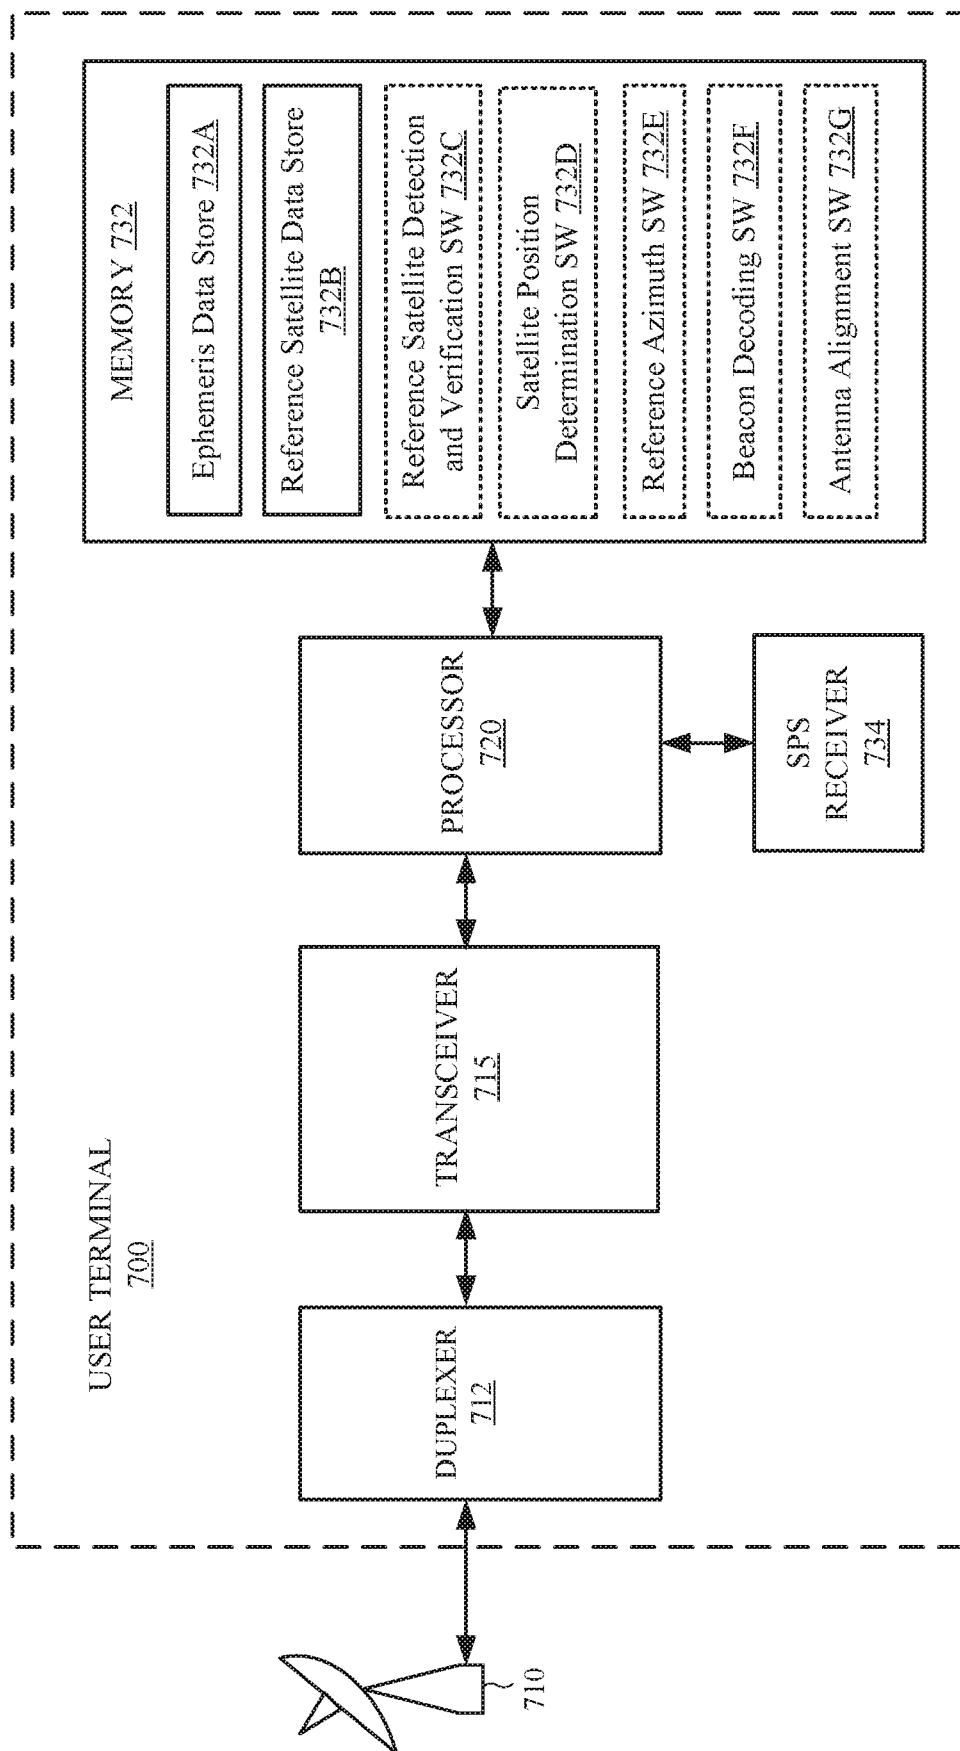 USER TERMINAL
700
710
DUPLEXER
712
TRANSCEIVER
715
PROCESSOR
720
SPS
RECEIVER
734
MEMORY 732
Ephemeris Data Store 732A
Reference Satellite Data Store
732B
Reference Satellite Detection
and Verification SW 732C
Satellite Position
Determination SW 732D
Reference Azimuth SW 732E
Beacon Decoding SW 732F
Antenna Alignment SW 732G